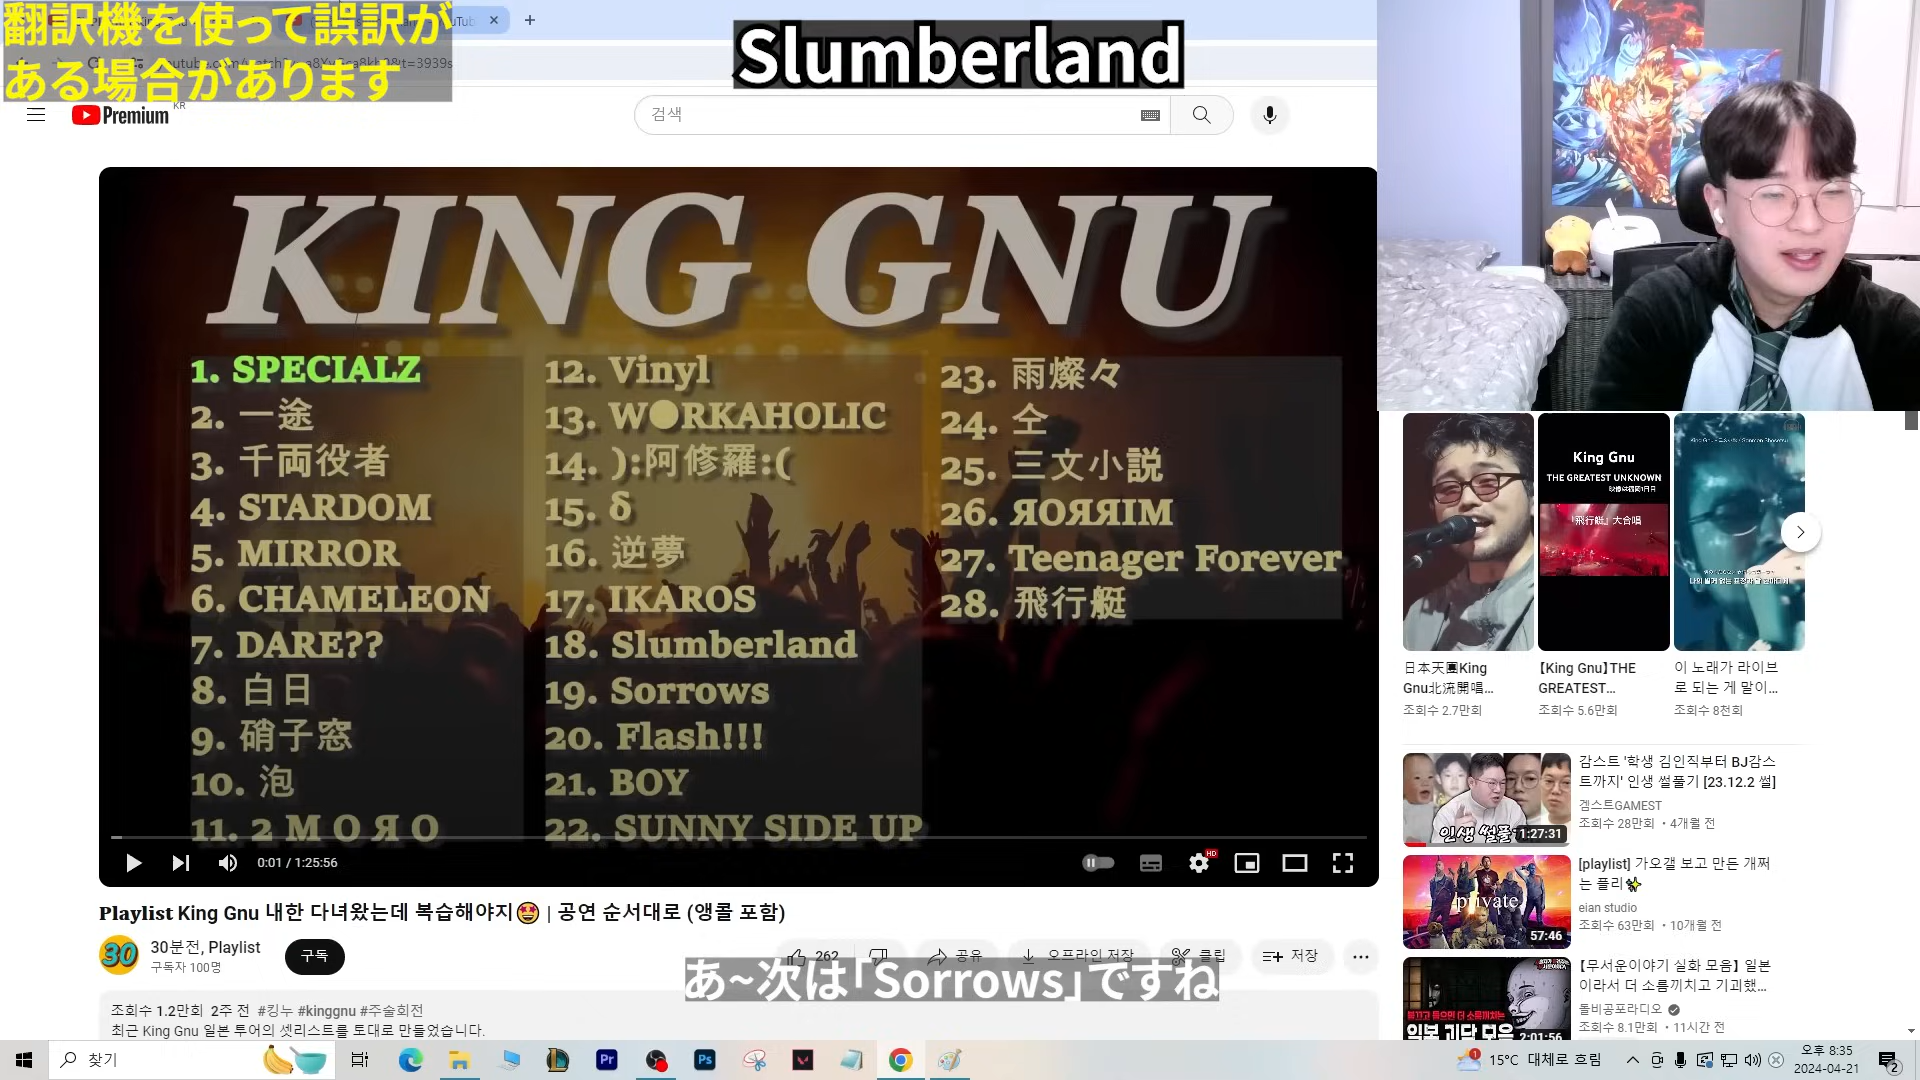 翻訳機を使って誤訳が
ある場合があります
Slumberland
Premium
KR
검색
KING GNU
1. SPECIALZ
2. 一途
3. 千両役者
4. STARDOM
5. MIRROR
6. CHAMELEON
7. DARE??
8. 白日
9. 硝子窓
10. 泡
11. 2 M O Я O
12. Vinyl
13. W●RKAHOLIC
14. ):阿修羅:(
15. δ
16. 逆夢
17. IKAROS
18. Slumberland
19. Sorrows
20. Flash!!!
21. BOY
22. SUNNY SIDE UP
23. 雨燦々
24. 仝
25. 三文小説
26. ЯOЯЯIM
27. Teenager Forever
28. 飛行艇
0:01 / 1:25:56
HD
Playlist King Gnu 내한 다녀왔는데 복습해야지🤩 | 공연 순서대로 (앵콜 포함)
30
30분전, Playlist
구독자 100명
구독
262
공유
오프라인 저장
클립
저장
あ~次は「Sorrows」ですね
조회수 1.2만회 2주 전 #킹누 #kinggnu #주술회전
최근 King Gnu 일본 투어의 셋리스트를 토대로 만들었습니다.
King Gnu
THE GREATEST UNKNOWN
『飛行艇』大合唱
日本天團King
Gnu北流開唱...
조회수 2.7만회
【King Gnu】THE
GREATEST...
조회수 5.6만회
이 노래가 라이브
로 되는 게 말이...
조회수 8천회
인생 썰풀기
1:27:31
감스트 '학생 김인직부터 BJ감스
트까지' 인생 썰풀기 [23.12.2 썰]
겜스트GAMEST
조회수 28만회 • 4개월 전
private
57:46
[playlist] 가오갤 보고 만든 개쩌
는 플리✨
eian studio
조회수 63만회 • 10개월 전
2:01:56
【무서운이야기 실화 모음】 일본
이라서 더 소름끼치고 기괴했...
돌비공포라디오
조회수 8.1만회 • 11시간 전
찾기
Pr
Ps
1
15°C 대체로 흐림
오후 8:35
2024-04-21
2